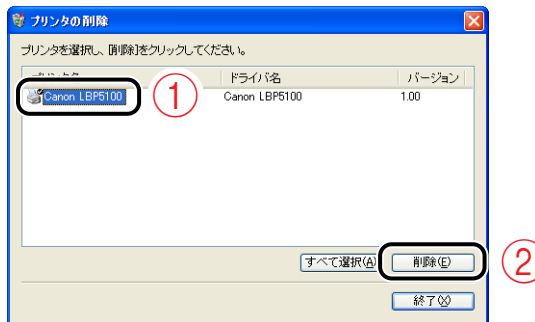 プリンタの削除
プリンタを選択し、[削除]をクリックしてください。
ドライバ名 バージョン
Canon LBP5100 ① Canon LBP5100 1.00
すべて選択(A) 削除(E) ②
終了(X)